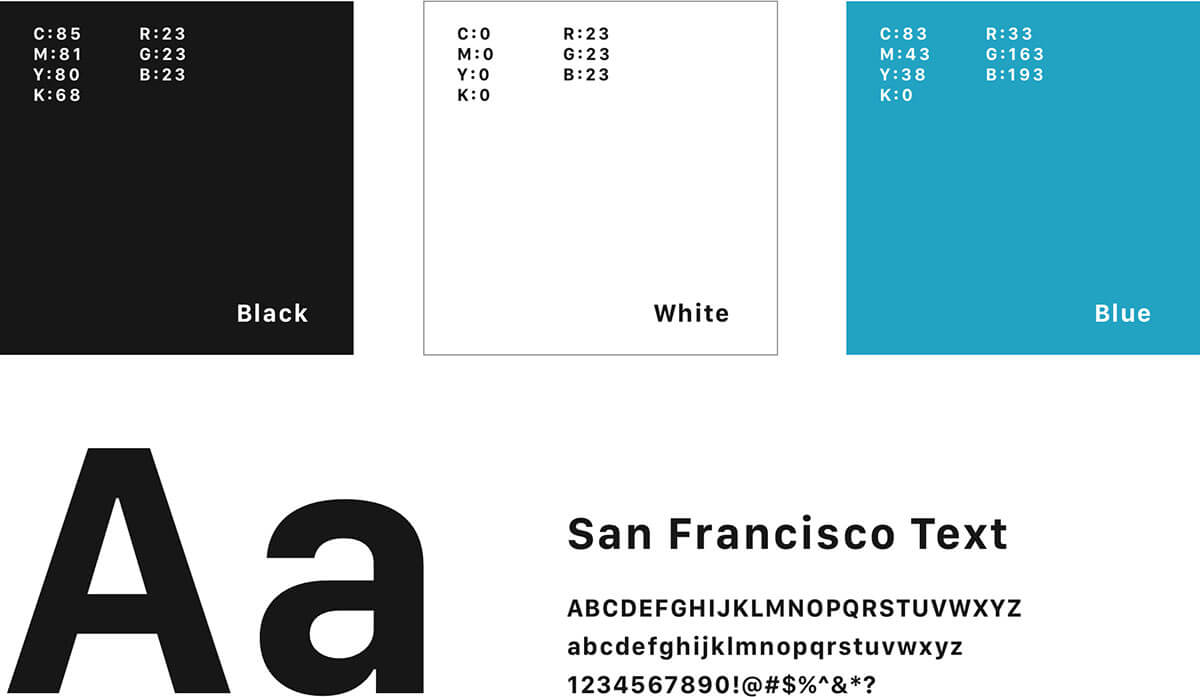 C:85 R:23
M:81 G:23
Y:80 B:23
K:68
Black
C:0 R:23
M:0 G:23
Y:0 B:23
K:0
White
C:83 R:33
M:43 G:163
Y:38 B:193
K:0
Blue
Aa
San Francisco Text
ABCDEFGHIJKLMNOPQRSTUVWXYZ
abcdefghijklmnopqrstuvwxyz
1234567890!@#$%^&*?